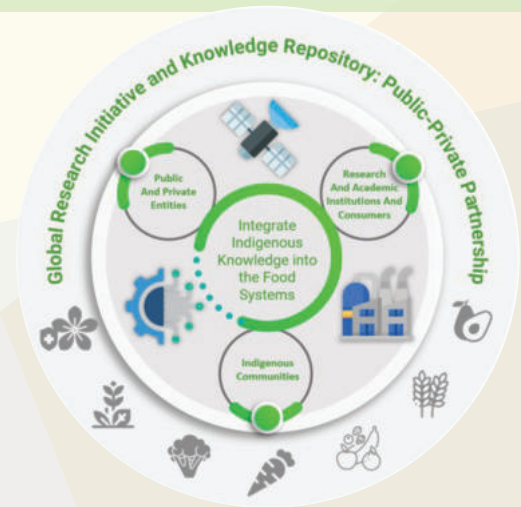 Global Research Initiative and Knowledge Repository: Public-Private Partnership
Public
And Private
Entities
Research
And Academic
Institutions And
Consumers
Integrate
Indigenous
Knowledge into
the Food
Systems
Indigenous
Communities